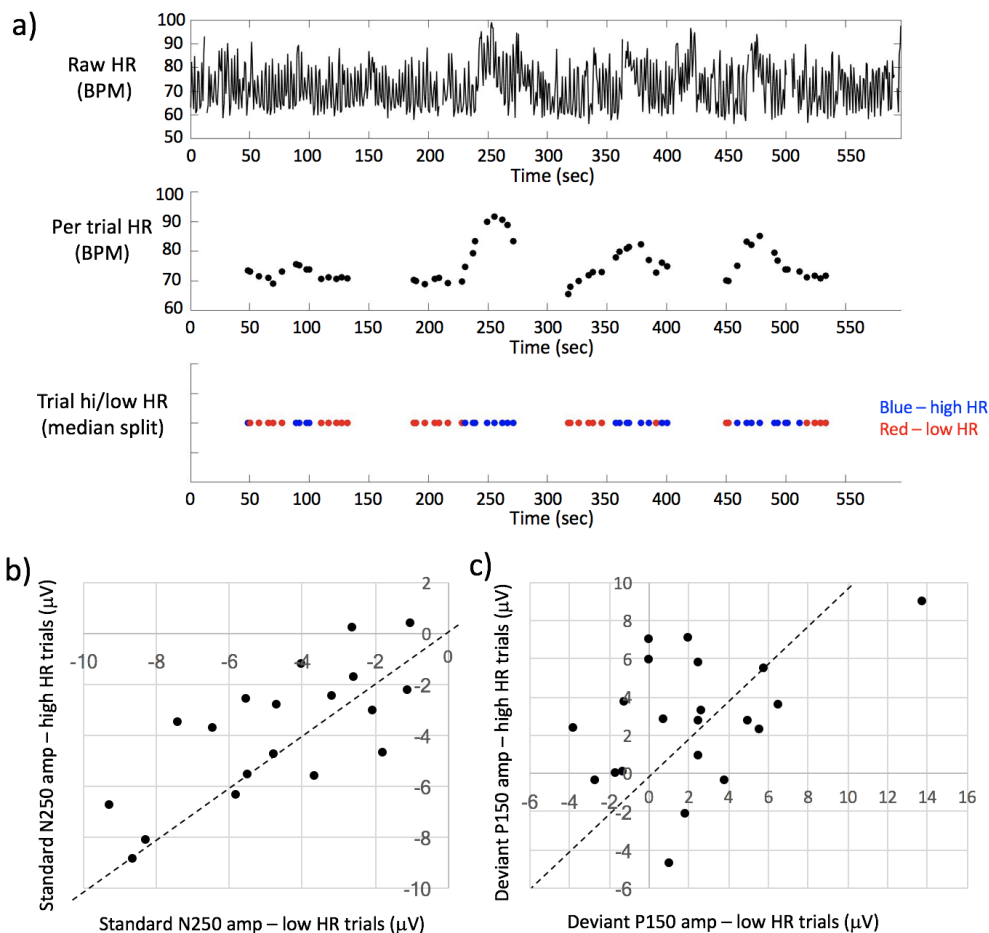 a)
Raw HR
(BPM)
100
90
80
70
60
50
0 50 100 150 200 250 300 350 400 450 500 550
Time (sec)
Per trial HR
(BPM)
100
90
80
70
60
0 50 100 150 200 250 300 350 400 450 500 550
Time (sec)
Trial hi/low HR
(median split)
Blue – high HR
Red – low HR
0 50 100 150 200 250 300 350 400 450 500 550
Time (sec)
b)
Standard N250 amp – high HR trials (μV)
2
0
-2
-4
-6
-8
-10
-10 -8 -6 -4 -2 0
Standard N250 amp – low HR trials (μV)
c)
Deviant P150 amp – high HR trials (μV)
10
8
6
4
2
0
-2
-4
-6
-6 -4 -2 0 2 4 6 8 10 12 14 16
Deviant P150 amp – low HR trials (μV)